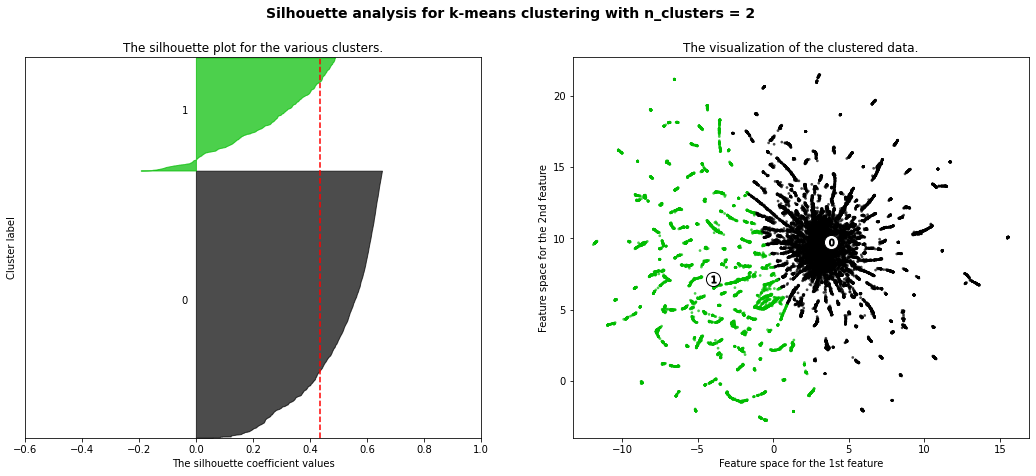 Silhouette analysis for k-means clustering with n_clusters = 2
The silhouette plot for the various clusters.
Cluster label
1
0
−0.6 −0.4 −0.2 0.0 0.2 0.4 0.6 0.8 1.0
The silhouette coefficient values
The visualization of the clustered data.
Feature space for the 2nd feature
20
15
10
5
0
0
1
−10 −5 0 5 10 15
Feature space for the 1st feature